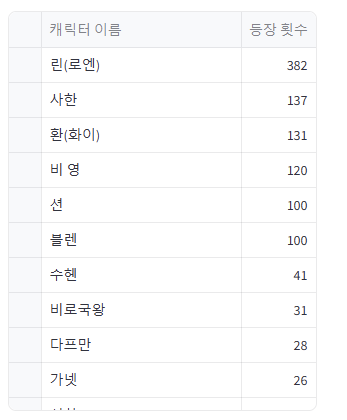 캐릭터 이름 등장 횟수
린(로엔) 382
사한 137
환(화이) 131
비 영 120
션 100
블렌 100
수헨 41
비로국왕 31
다프만 28
가넷 26